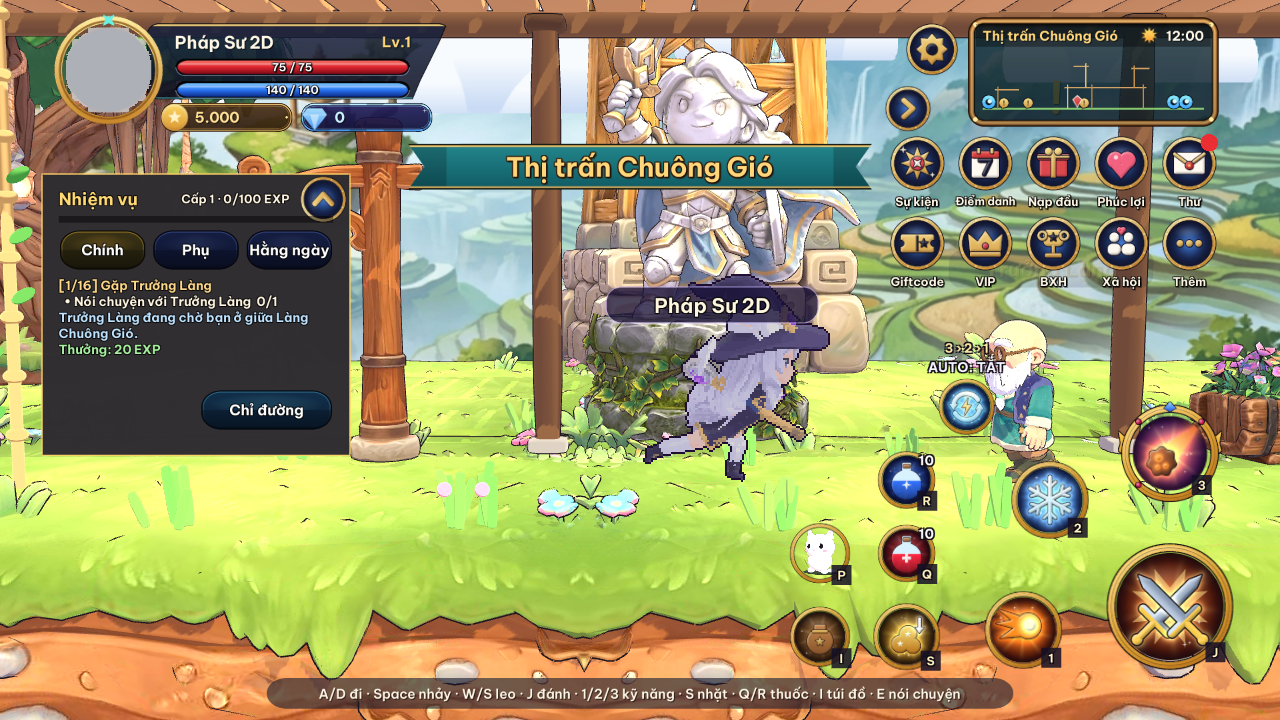 Pháp Sư 2D
Lv.1
75 / 75
140 / 140
5.000
0
Thị trấn Chuông Gió
12:00
Thị trấn Chuông Gió
7
Sự kiện
Điểm danh
Nạp đầu
Phúc lợi
Thư
Giftcode
VIP
BXH
Xã hội
Thêm
Nhiệm vụ
Cấp 1 · 0/100 EXP
Chính
Phụ
Hằng ngày
[1/16] Gặp Trưởng Làng
• Nói chuyện với Trưởng Làng 0/1
Trưởng Làng đang chờ bạn ở giữa Làng
Chuông Gió.
Thưởng: 20 EXP
Chỉ đường
Pháp Sư 2D
3>2>1
AUTO: TẮT
10
R
3
2
10
Q
P
I
S
1
J
A/D đi · Space nhảy · W/S leo · J đánh · 1/2/3 kỹ năng · S nhặt · Q/R thuốc · I túi đồ · E nói chuyện